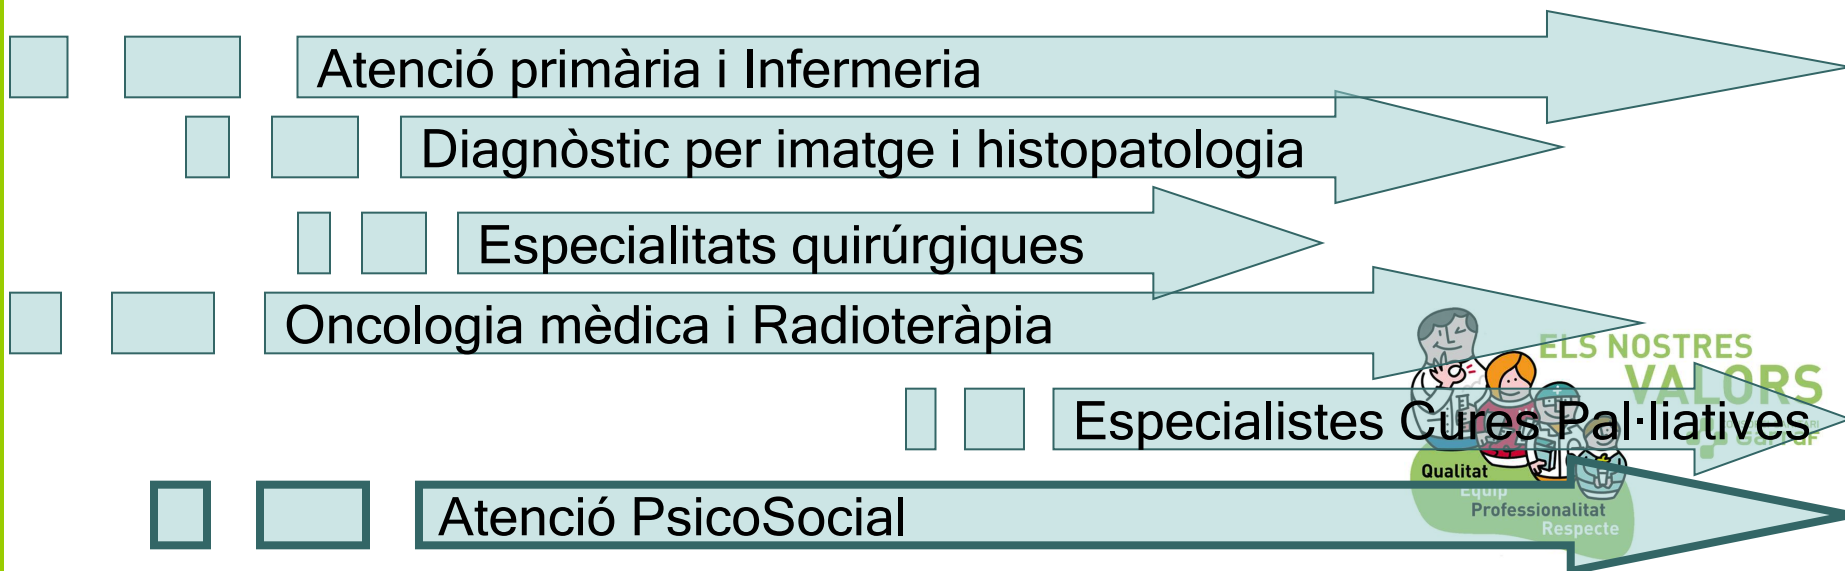 Atenció primària i Infermeria
Diagnòstic per imatge i histopatologia
Especialitats quirúrgiques
Oncologia mèdica i Radioteràpia
ELS NOSTRES
VALORS
Especialistes Cures Pal·liatives
Qualitat
Equip
Professionalitat
Respecte
Atenció PsicoSocial